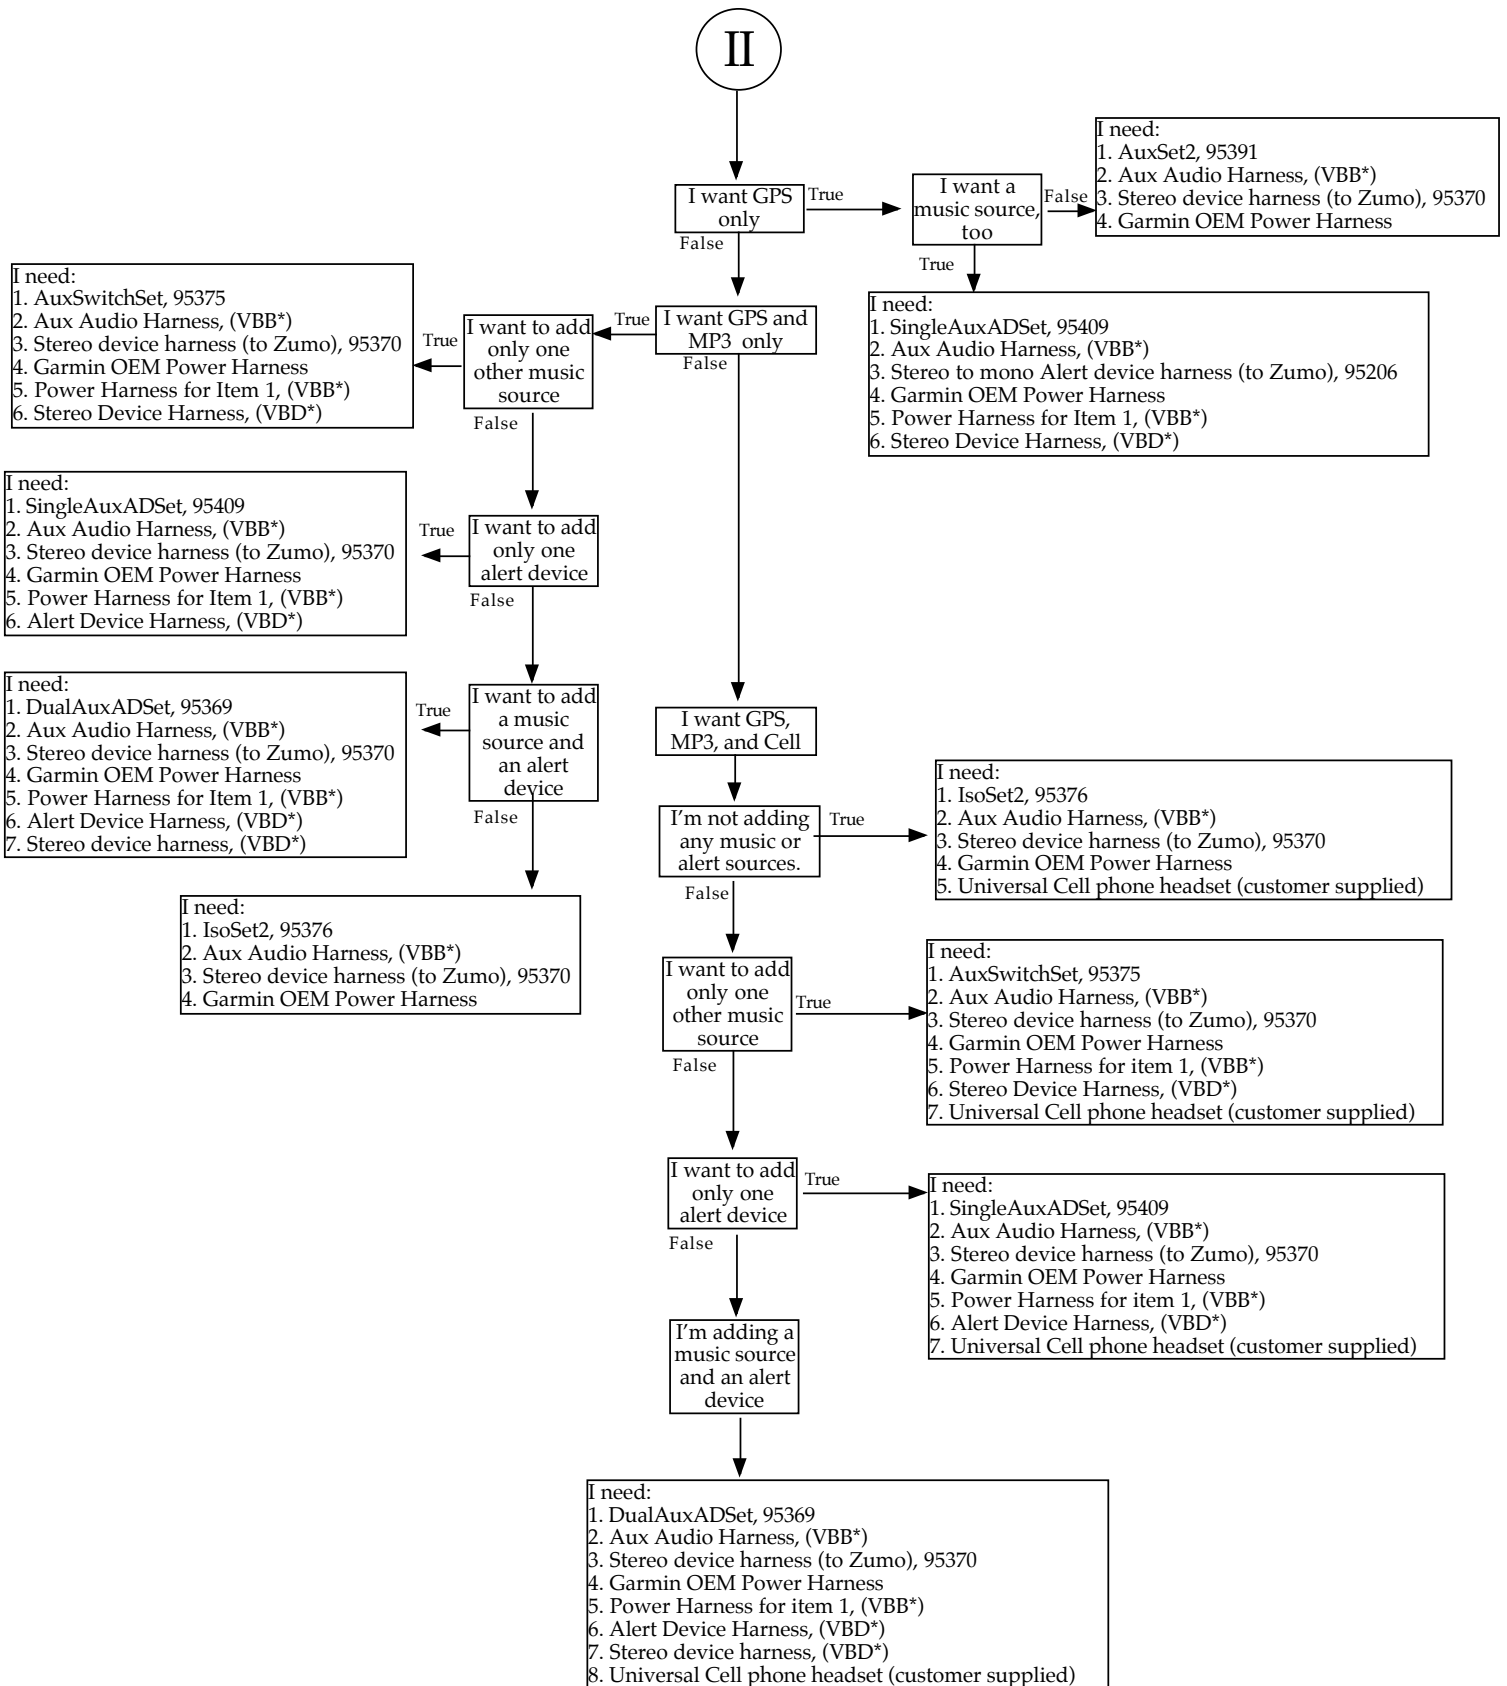 II
I want GPS
only
True
False
I want a
music source,
too
False
True
I need:
1. AuxSet2, 95391
2. Aux Audio Harness, (VBB*)
3. Stereo device harness (to Zumo), 95370
4. Garmin OEM Power Harness
I need:
1. SingleAuxADSet, 95409
2. Aux Audio Harness, (VBB*)
3. Stereo to mono Alert device harness (to Zumo), 95206
4. Garmin OEM Power Harness
5. Power Harness for Item 1, (VBB*)
6. Stereo Device Harness, (VBD*)
I want GPS and
MP3 only
True
False
I want to add
only one
other music
source
True
False
I need:
1. AuxSwitchSet, 95375
2. Aux Audio Harness, (VBB*)
3. Stereo device harness (to Zumo), 95370
4. Garmin OEM Power Harness
5. Power Harness for Item 1, (VBB*)
6. Stereo Device Harness, (VBD*)
I want to add
only one
alert device
True
False
I need:
1. SingleAuxADSet, 95409
2. Aux Audio Harness, (VBB*)
3. Stereo device harness (to Zumo), 95370
4. Garmin OEM Power Harness
5. Power Harness for Item 1, (VBB*)
6. Alert Device Harness, (VBD*)
I want to add
a music
source and
an alert
device
True
False
I need:
1. DualAuxADSet, 95369
2. Aux Audio Harness, (VBB*)
3. Stereo device harness (to Zumo), 95370
4. Garmin OEM Power Harness
5. Power Harness for Item 1, (VBB*)
6. Alert Device Harness, (VBD*)
7. Stereo device harness, (VBD*)
I need:
1. IsoSet2, 95376
2. Aux Audio Harness, (VBB*)
3. Stereo device harness (to Zumo), 95370
4. Garmin OEM Power Harness
I want GPS,
MP3, and Cell
I'm not adding
any music or
alert sources.
True
False
I need:
1. IsoSet2, 95376
2. Aux Audio Harness, (VBB*)
3. Stereo device harness (to Zumo), 95370
4. Garmin OEM Power Harness
5. Universal Cell phone headset (customer supplied)
I want to add
only one
other music
source
True
False
I need:
1. AuxSwitchSet, 95375
2. Aux Audio Harness, (VBB*)
3. Stereo device harness (to Zumo), 95370
4. Garmin OEM Power Harness
5. Power Harness for item 1, (VBB*)
6. Stereo Device Harness, (VBD*)
7. Universal Cell phone headset (customer supplied)
I want to add
only one
alert device
True
False
I need:
1. SingleAuxADSet, 95409
2. Aux Audio Harness, (VBB*)
3. Stereo device harness (to Zumo), 95370
4. Garmin OEM Power Harness
5. Power Harness for item 1, (VBB*)
6. Alert Device Harness, (VBD*)
7. Universal Cell phone headset (customer supplied)
I'm adding a
music source
and an alert
device
I need:
1. DualAuxADSet, 95369
2. Aux Audio Harness, (VBB*)
3. Stereo device harness (to Zumo), 95370
4. Garmin OEM Power Harness
5. Power Harness for item 1, (VBB*)
6. Alert Device Harness, (VBD*)
7. Stereo device harness, (VBD*)
8. Universal Cell phone headset (customer supplied)